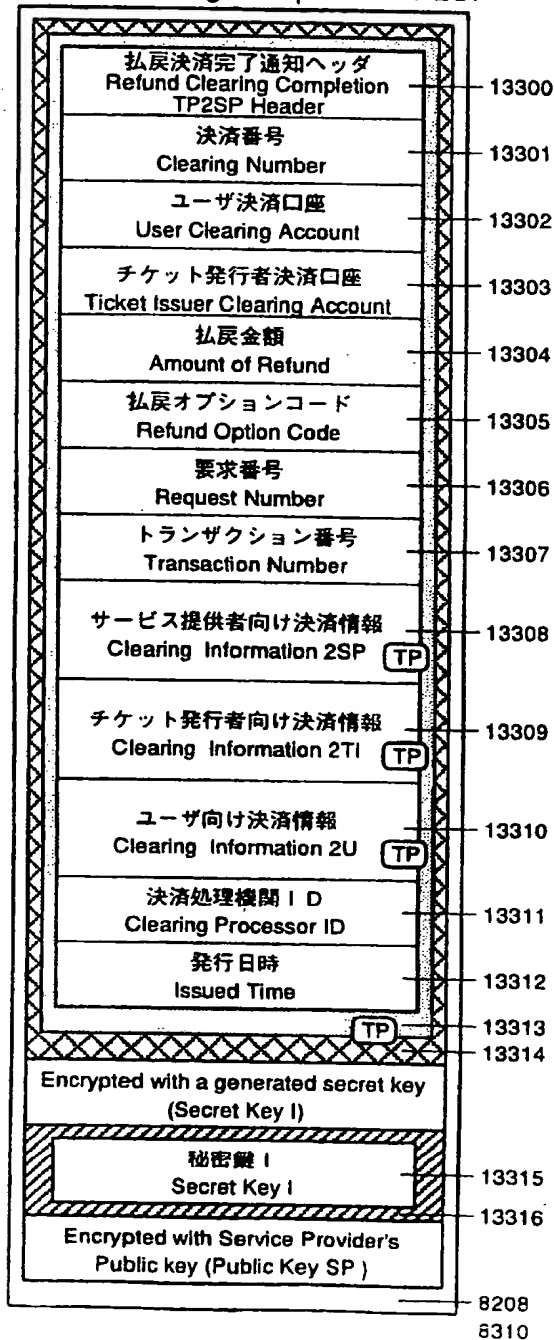 払戻決済完了通知ヘッダ
Refund Clearing Completion
TP2SP Header
13300
決済番号
Clearing Number
13301
ユーザ決済口座
User Clearing Account
13302
チケット発行者決済口座
Ticket Issuer Clearing Account
13303
払戻金額
Amount of Refund
13304
払戻オプションコード
Refund Option Code
13305
要求番号
Request Number
13306
トランザクション番号
Transaction Number
13307
サービス提供者向け決済情報
Clearing Information 2SP
TP
13308
チケット発行者向け決済情報
Clearing Information 2TI
TP
13309
ユーザ向け決済情報
Clearing Information 2U
TP
13310
決済処理機関ID
Clearing Processor ID
13311
発行日時
Issued Time
13312
TP
13313
13314
Encrypted with a generated secret key
(Secret Key I)
秘密鍵 I
Secret Key I
13315
13316
Encrypted with Service Provider's
Public key (Public Key SP )
8208
8310